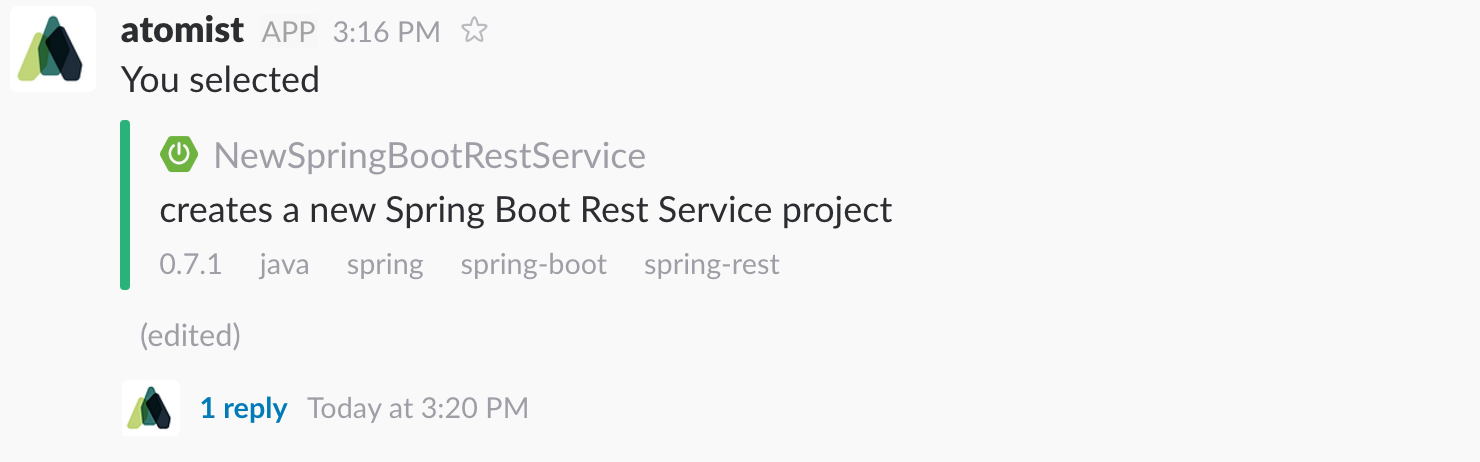 atomist APP 3:16 PM
You selected
NewSpringBootRestService
creates a new Spring Boot Rest Service project
0.7.1 java spring spring-boot spring-rest
(edited)
1 reply Today at 3:20 PM